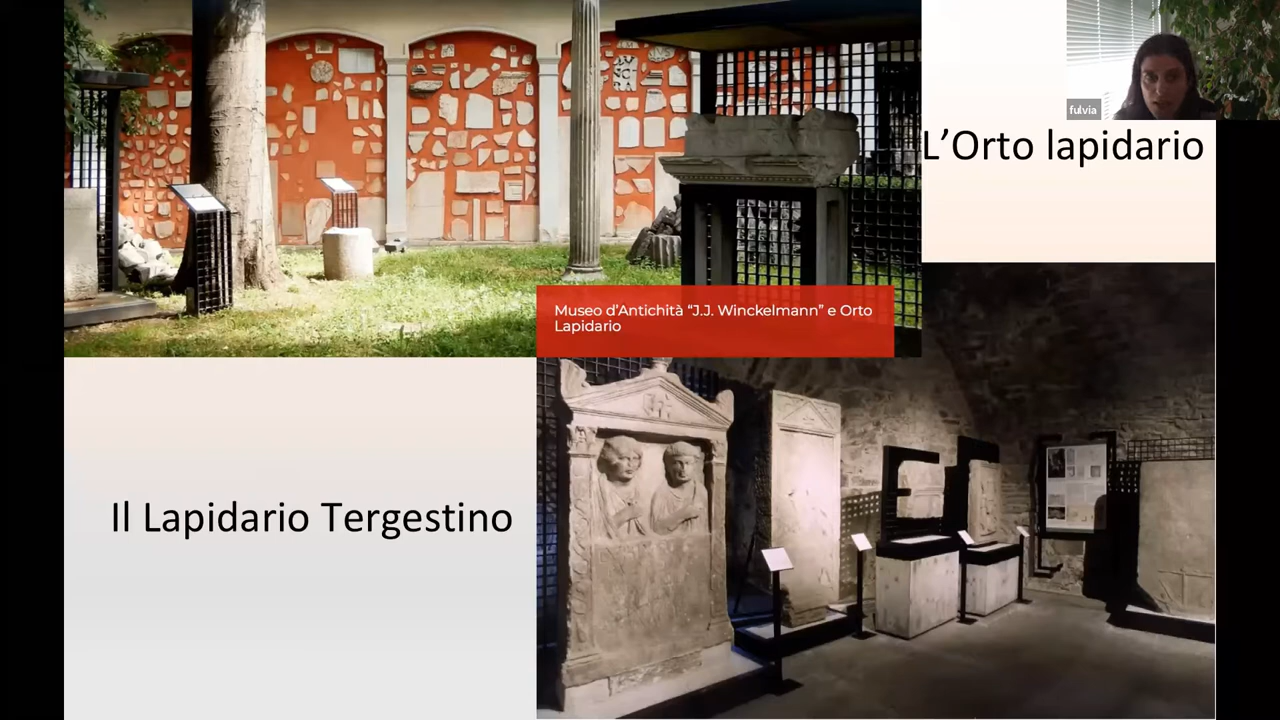 fulvia
L'Orto lapidario
Museo d'Antichità "J.J. Winckelmann" e Orto
Lapidario
Il Lapidario Tergestino